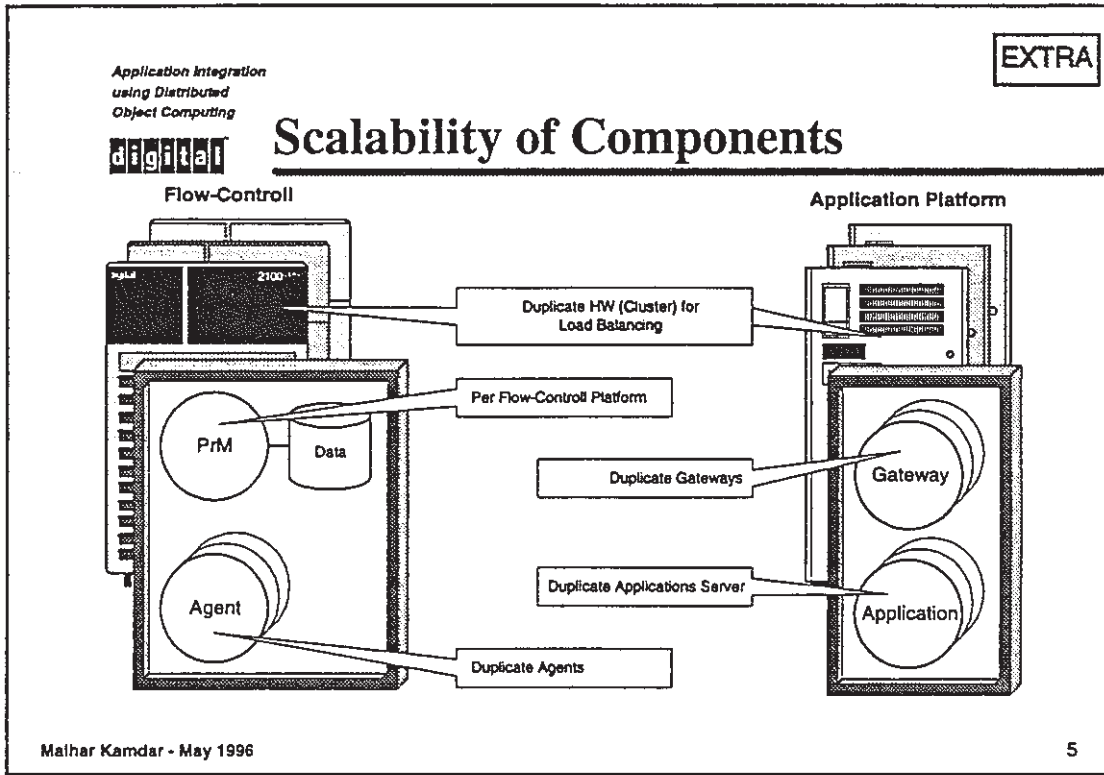 EXTRA
Application Integration
using Distributed
Object Computing
digital
Scalability of Components
Flow-Controll
Application Platform
digital
2100
Duplicate HW (Cluster) for
Load Balancing
Per Flow-Controll Platform
PrM
Data
Duplicate Gateways
Gateway
Duplicate Applications Server
Agent
Application
Duplicate Agents
Malhar Kamdar - May 1996
5